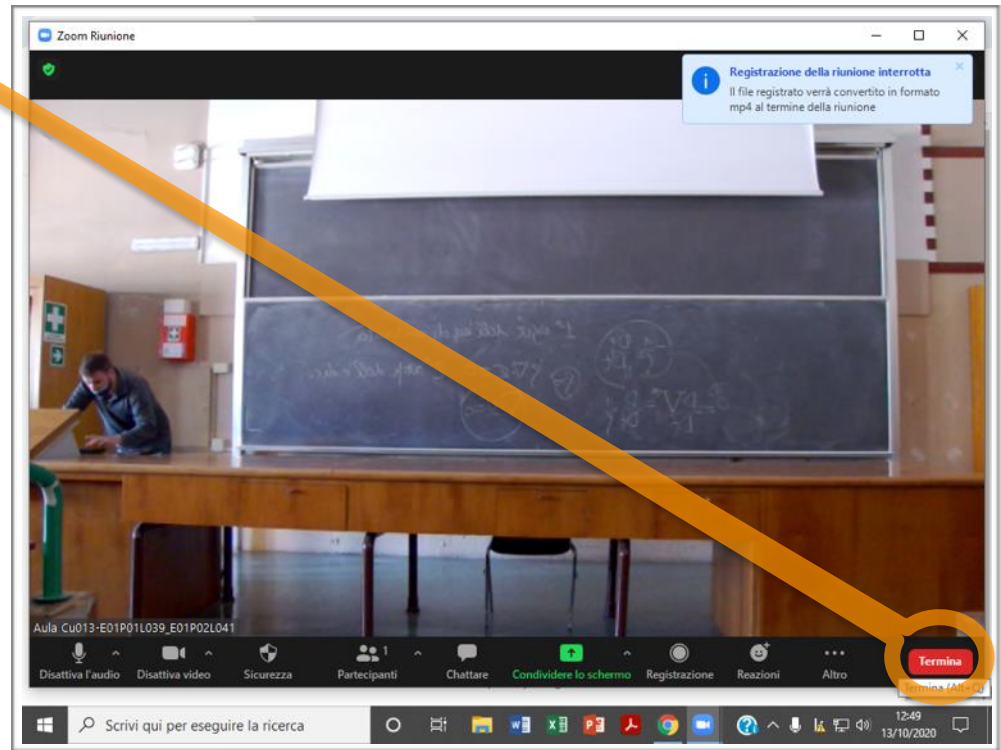 Zoom Riunione
Registrazione della riunione interrotta
Il file registrato verrà convertito in formato
mp4 al termine della riunione
Aula Cu013-E01P01L039_E01P02L041
Disattiva l'audio
Disattiva video
Sicurezza
1
Partecipanti
Chattare
Condividere lo schermo
Registrazione
Reazioni
Altro
Termina
Termina (Alt+Q)
Scrivi qui per eseguire la ricerca
12:49
13/10/2020